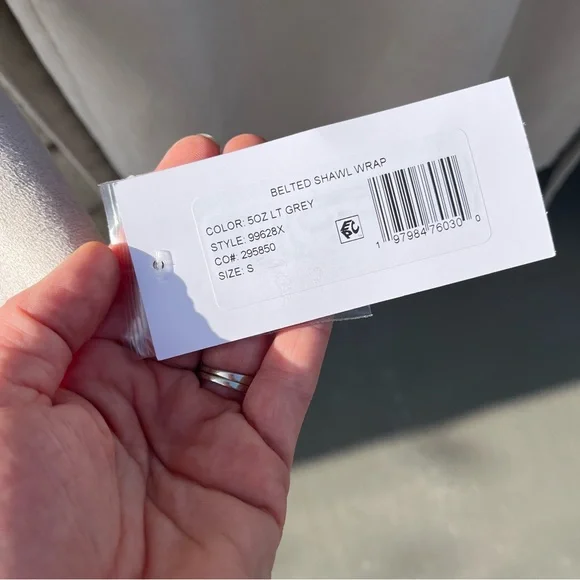 BELTED SHAWL WRAP
COLOR: 5OZ LT GREY
STYLE: 99628X
CO#: 295850
SIZE: S
1 97984 76030 0